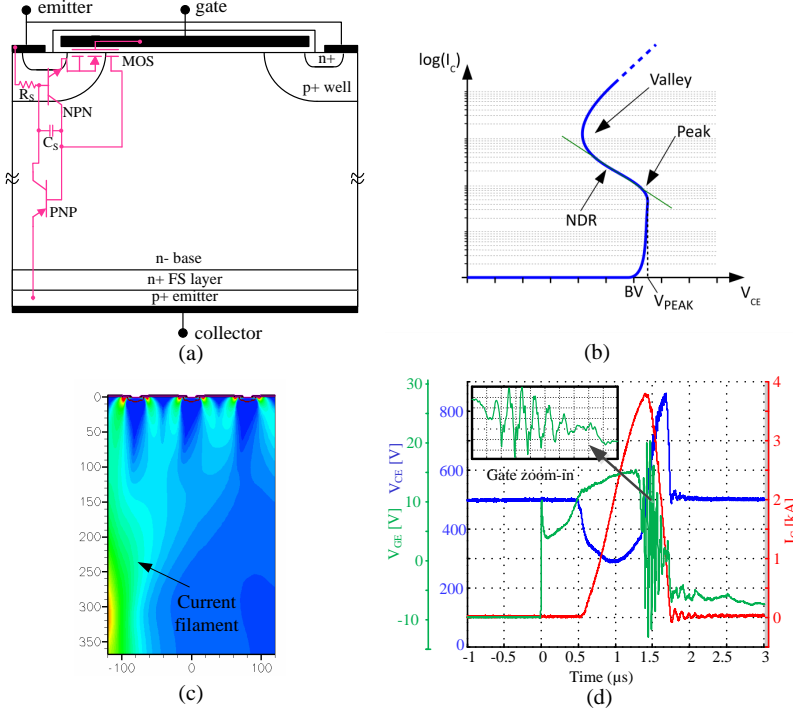 emitter
gate
n+
MOS
p+ well
R_S
NPN
C_S
PNP
n- base
n+ FS layer
p+ emitter
collector
(a)
log(I_C)
Valley
Peak
NDR
BV
V_PEAK
V_CE
(b)
0
50
100
150
200
250
300
350
-100
0
100
Current
filament
(c)
30
20
10
0
-10
V_GE [V]
800
600
400
200
0
V_CE [V]
Gate zoom-in
4
3
2
1
0
I_C [kA]
-1
-0.5
0
0.5
1
1.5
2
2.5
3
Time (µs)
(d)